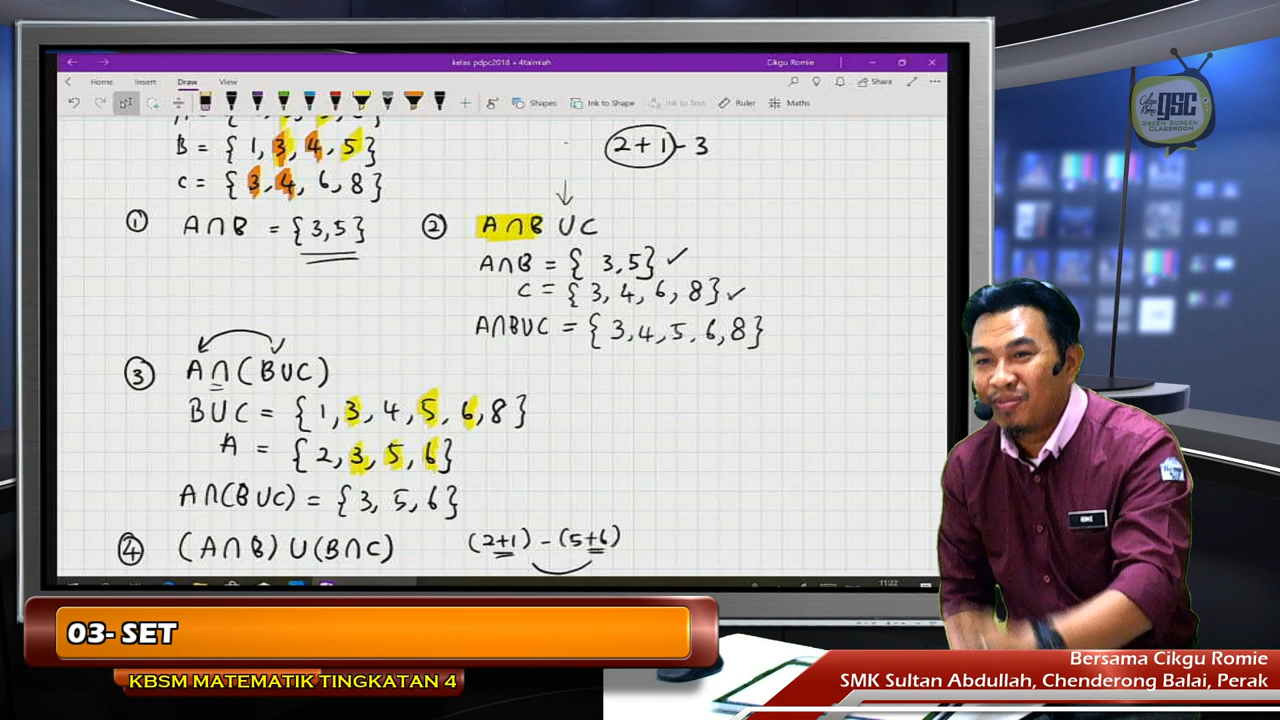 kelas pdpc2018 • 4taimiah
Cikgu Romie
Home Insert Draw View
Share
Shapes Ink to Shape Ink to Text Ruler Maths
B = { 1, 3, 4, 5 }
C = { 3, 4, 6, 8 }
2+1 - 3
① A∩B = { 3,5 }
② A∩B ∪ C
A∩B = { 3,5 } ✓
C = { 3, 4, 6, 8 } ✓
A∩B∪C = { 3,4,5,6,8 }
③ A∩(B∪C)
B∪C = { 1,3,4,5,6,8 }
A = { 2,3,5,6 }
A∩(B∪C) = { 3, 5, 6 }
④ (A∩B) ∪ (B∩C)
(2+1) - (5+6)
11:22
GSC
GREEN SCREEN
CLASSROOM
03- SET
KBSM MATEMATIK TINGKATAN 4
Bersama Cikgu Romie
SMK Sultan Abdullah, Chenderong Balai, Perak